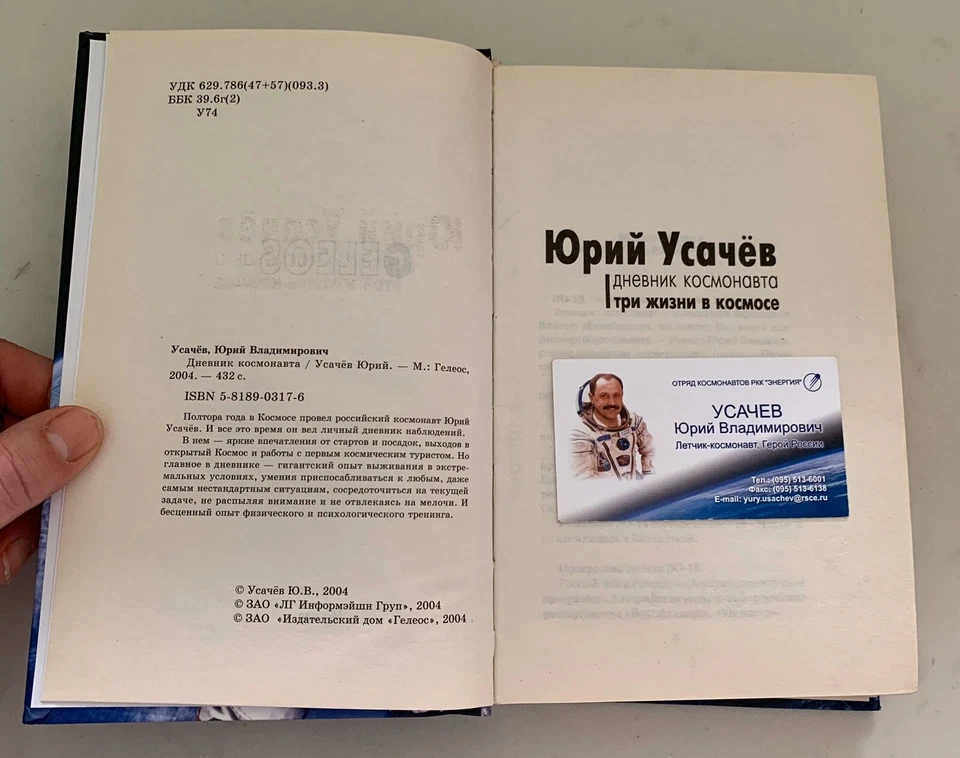 УДК 629.786(47+57)(093.3)
ББК 39.6г(2)
У74
Усачёв, Юрий Владимирович
Дневник космонавта / Усачёв Юрий. — М.: Гелеос,
2004. — 432 с.
ISBN 5-8189-0317-6
Полтора года в Космосе провел российский космонавт Юрий
Усачёв. И все это время он вел личный дневник наблюдений.
В нем — яркие впечатления от стартов и посадок, выходов в
открытый Космос и работы с первым космическим туристом. Но
главное в дневнике — гигантский опыт выживания в экстре-
мальных условиях, умения приспосабливаться к любым, даже
самым нестандартным ситуациям, сосредоточиться на текущей
задаче, не распыляя внимание и не отвлекаясь на мелочи. И
бесценный опыт физического и психологического тренинга.
© Усачёв Ю.В., 2004
© ЗАО «ЛГ Информэйшн Груп», 2004
© ЗАО «Издательский дом «Гелеос», 2004
Юрий Усачёв
дневник космонавта
три жизни в космосе
ОТРЯД КОСМОНАВТОВ РКК "ЭНЕРГИЯ"
УСАЧЕВ
Юрий Владимирович
Летчик-космонавт, Герой России
Тел.: (095) 513-6001
Факс: (095) 513-6138
E-mail: yury.usachev@rsce.ru